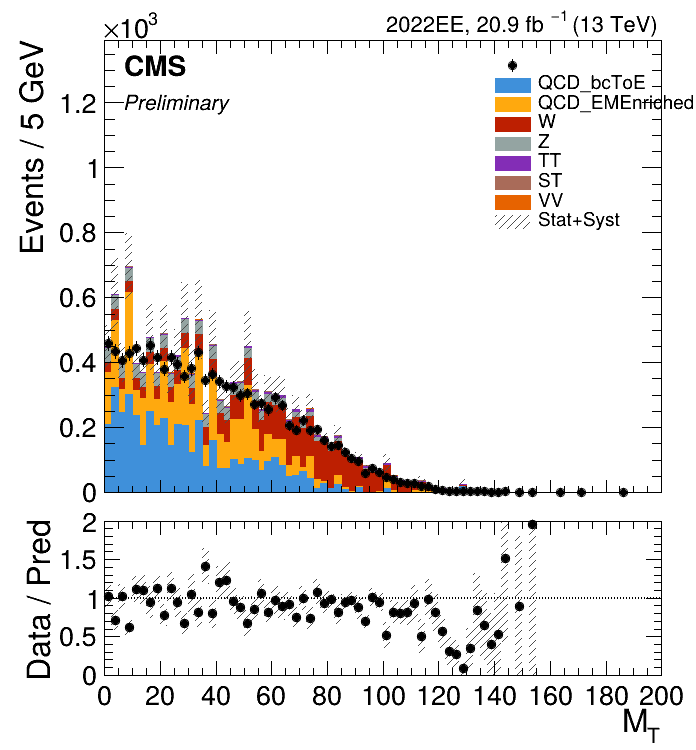 ×10³
2022EE, 20.9 fb ⁻¹ (13 TeV)
CMS
Preliminary
Events / 5 GeV
1.2
1
0.8
0.6
0.4
0.2
0
QCD_bcToE
QCD_EMEnriched
W
Z
TT
ST
VV
Stat+Syst
Data / Pred
2
1.5
1
0.5
0
0 20 40 60 80 100 120 140 160 180 200
M_T